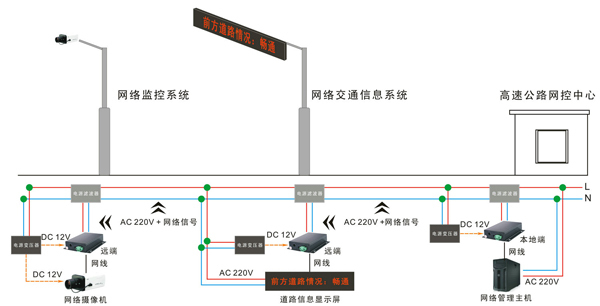 前方道路情况：畅通
网络监控系统
网络交通信息系统
高速公路网控中心
电源滤波器
电源滤波器
电源滤波器
L
N
AC 220V + 网络信号
AC 220V +网络信号
电源变压器
DC 12V
远端
网线
电源变压器
DC 12V
远端
网线
电源变压器
DC 12V
本地端
网线
DC 12V
AC 220V
前方道路情况：畅通
AC 220V
网络摄像机
道路信息显示屏
网络管理主机